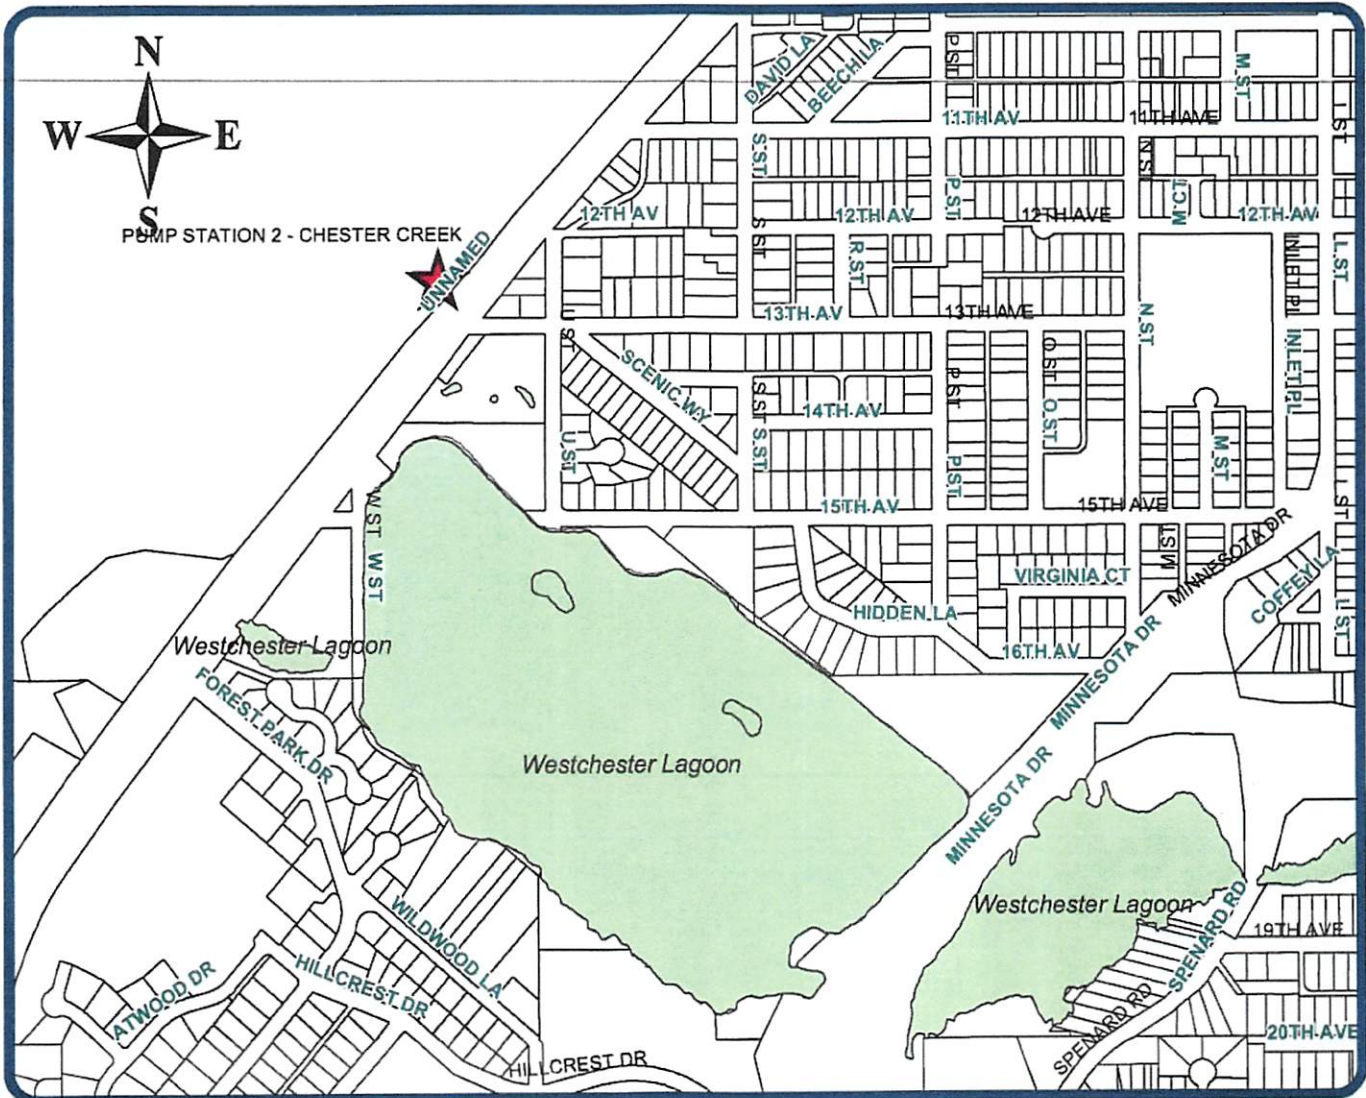 N
W E
S
PUMP STATION 2 - CHESTER CREEK
UNNAMED
DAVID LA
BEECH LA
P ST
M ST
11TH AV
11TH AVE
L ST
S ST
N ST
P ST
M CT
12TH AV
12TH AV
12TH AVE
12TH AV
S ST
R ST
INLET PL
L ST
13TH AV
13TH AVE
U ST
N ST
SCENIC WY
O ST
INLET PL
P ST
S ST
14TH AV
O ST
U ST
S ST
P ST
M ST
15TH AV
15TH AVE
L ST
W ST
W ST
M ST
MINNESOTA DR
VIRGINIA CT
COFFEY LA
HIDDEN LA
L ST
16TH AV
MINNESOTA DR
Westchester Lagoon
FOREST PARK DR
Westchester Lagoon
MINNESOTA DR
Westchester Lagoon
WILDWOOD LA
SPENARD RD
19TH AVE
HILLCREST DR
ATWOOD DR
SPENARD RD
20TH AVE
HILLCREST DR